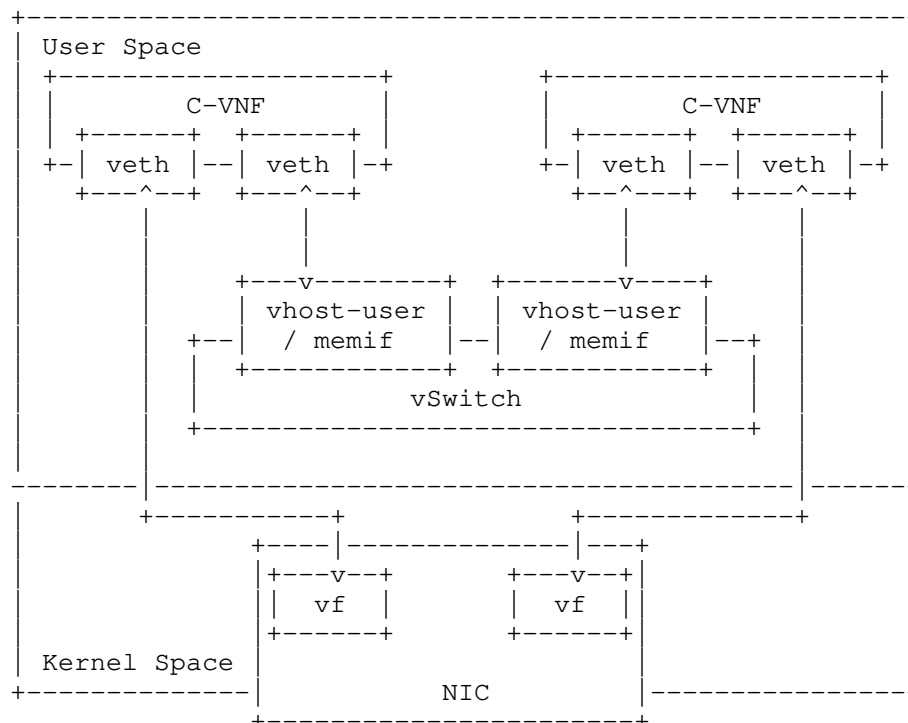 User Space
C-VNF C-VNF
veth veth veth veth
vhost-user vhost-user
/ memif / memif
vSwitch
vf vf
Kernel Space
NIC